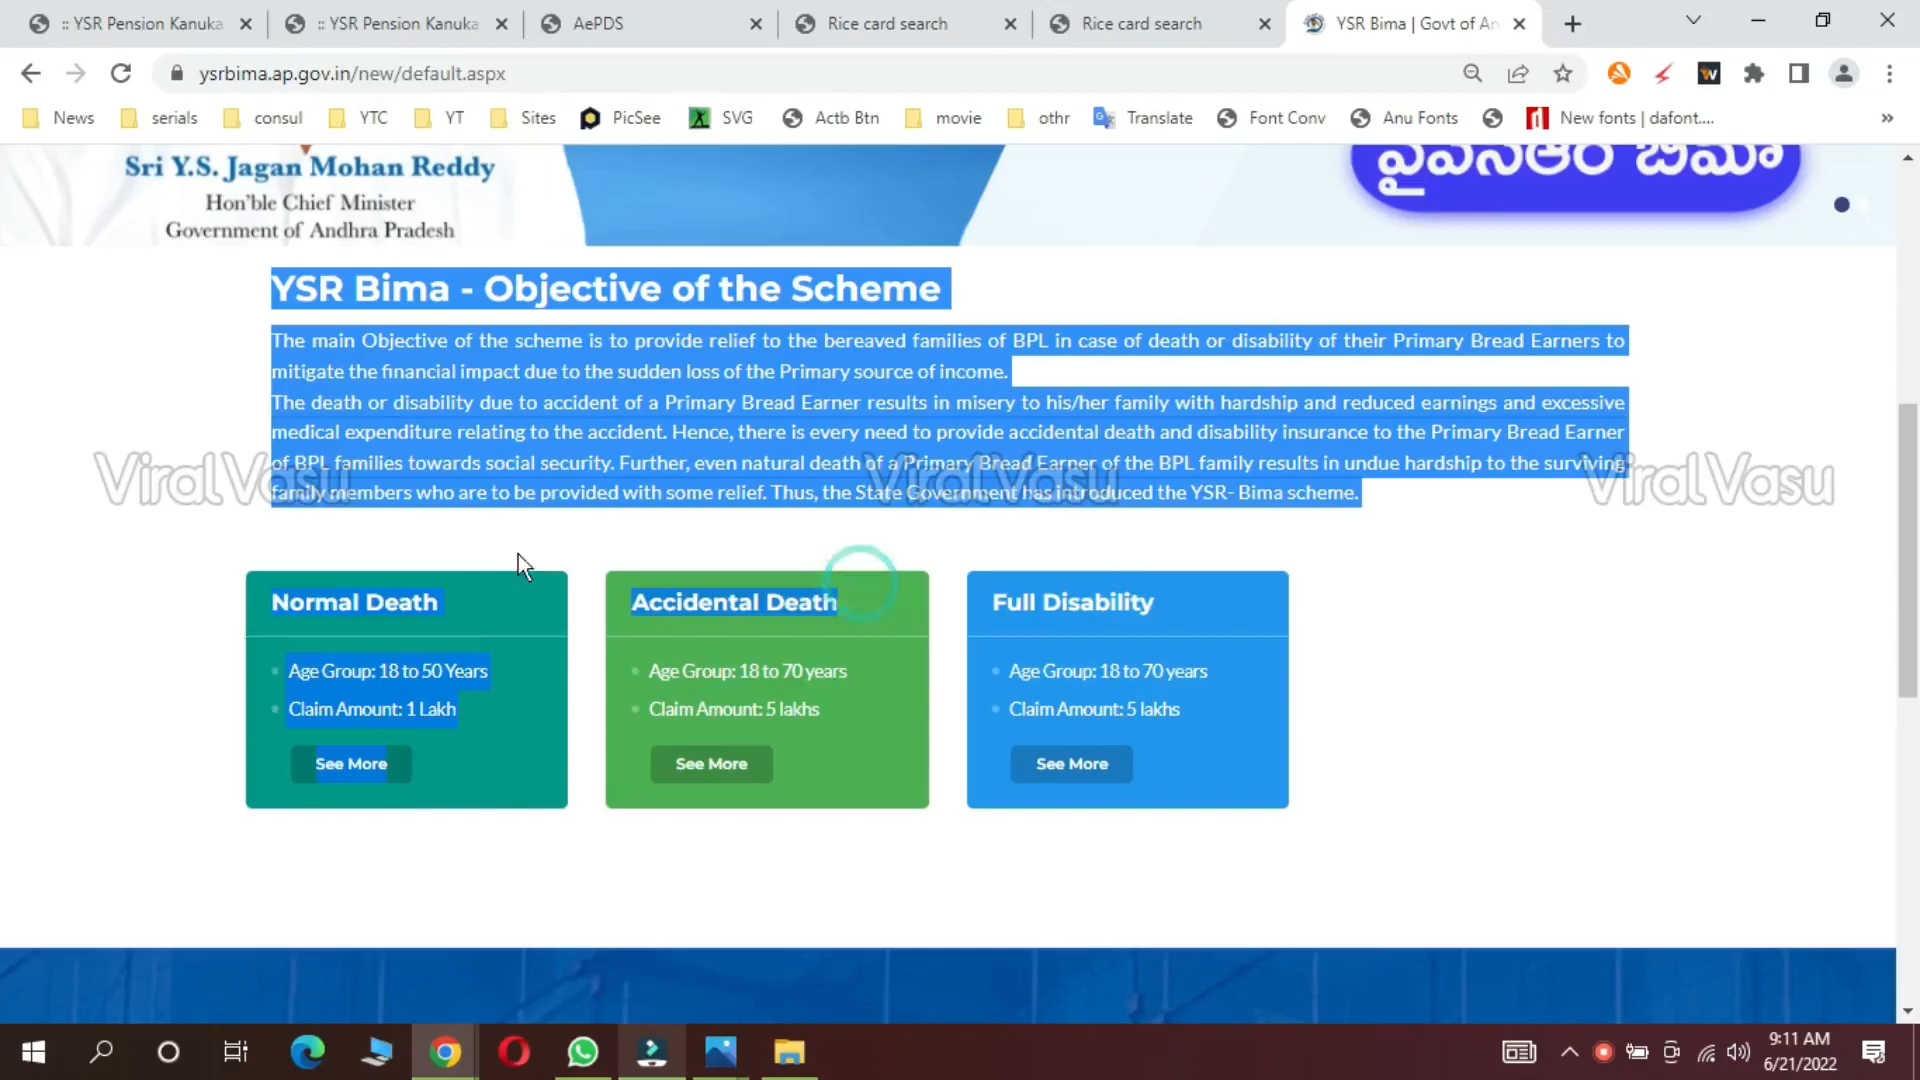 :: YSR Pension Kanuka
:: YSR Pension Kanuka
AePDS
Rice card search
Rice card search
YSR Bima | Govt of An
ysrbima.ap.gov.in/new/default.aspx
News
serials
consul
YTC
YT
Sites
PicSee
SVG
Actb Btn
movie
othr
Translate
Font Conv
Anu Fonts
New fonts | dafont....
»
Sri Y.S. Jagan Mohan Reddy
Hon'ble Chief Minister
Government of Andhra Pradesh
వైఎస్ఆర్ బీమా
YSR Bima - Objective of the Scheme
The main Objective of the scheme is to provide relief to the bereaved families of BPL in case of death or disability of their Primary Bread Earners to
mitigate the financial impact due to the sudden loss of the Primary source of income.
The death or disability due to accident of a Primary Bread Earner results in misery to his/her family with hardship and reduced earnings and excessive
medical expenditure relating to the accident. Hence, there is every need to provide accidental death and disability insurance to the Primary Bread Earner
of BPL families towards social security. Further, even natural death of a Primary Bread Earner of the BPL family results in undue hardship to the surviving
family members who are to be provided with some relief. Thus, the State Government has introduced the YSR- Bima scheme.
ViralVasu
ViralVasu
ViralVasu
Normal Death
Age Group: 18 to 50 Years
Claim Amount: 1 Lakh
See More
Accidental Death
Age Group: 18 to 70 years
Claim Amount: 5 lakhs
See More
Full Disability
Age Group: 18 to 70 years
Claim Amount: 5 lakhs
See More
9:11 AM
6/21/2022